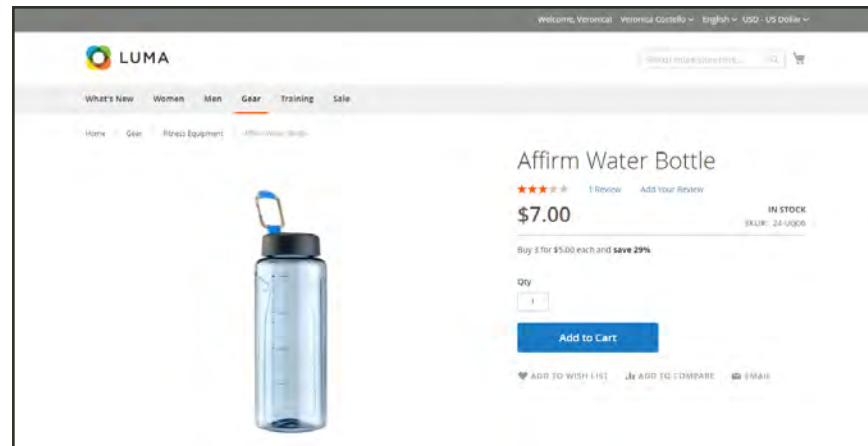 Welcome, Veronica! Veronica Costello English USD - US Dollar
LUMA
What's New Women Men Gear Training Sale
Home Gear Fitness Equipment Affirm Water Bottle
Affirm Water Bottle
1 Review Add Your Review
$7.00
IN STOCK
SKU#: 24-UG06
Buy 3 for $5.00 each and save 29%
Qty
1
Add to Cart
ADD TO WISH LIST ADD TO COMPARE EMAIL